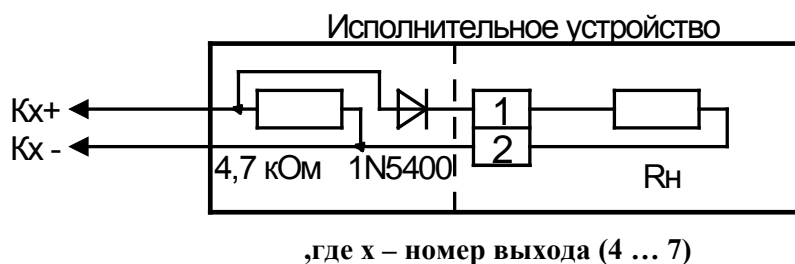 Исполнительное устройство
Кх+
1
Кх -
2
4,7 кОм 1N5400
Rн
,где х – номер выхода (4 ... 7)